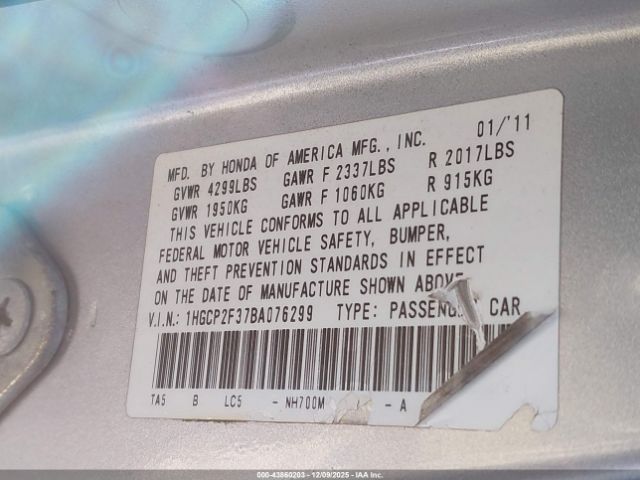 MFD. BY HONDA OF AMERICA MFG., INC. 01/'11
GVWR 4299LBS GAWR F 2337LBS R 2017LBS
GVWR 1950KG GAWR F 1060KG R 915KG
THIS VEHICLE CONFORMS TO ALL APPLICABLE
FEDERAL MOTOR VEHICLE SAFETY, BUMPER,
AND THEFT PREVENTION STANDARDS IN EFFECT
ON THE DATE OF MANUFACTURE SHOWN ABOVE
V.I.N.: 1HGCP2F37BA076299 TYPE: CAR
TA5 B LC5 - NH700M - A
000-43860203 - 12/09/2025 - IAA Inc.